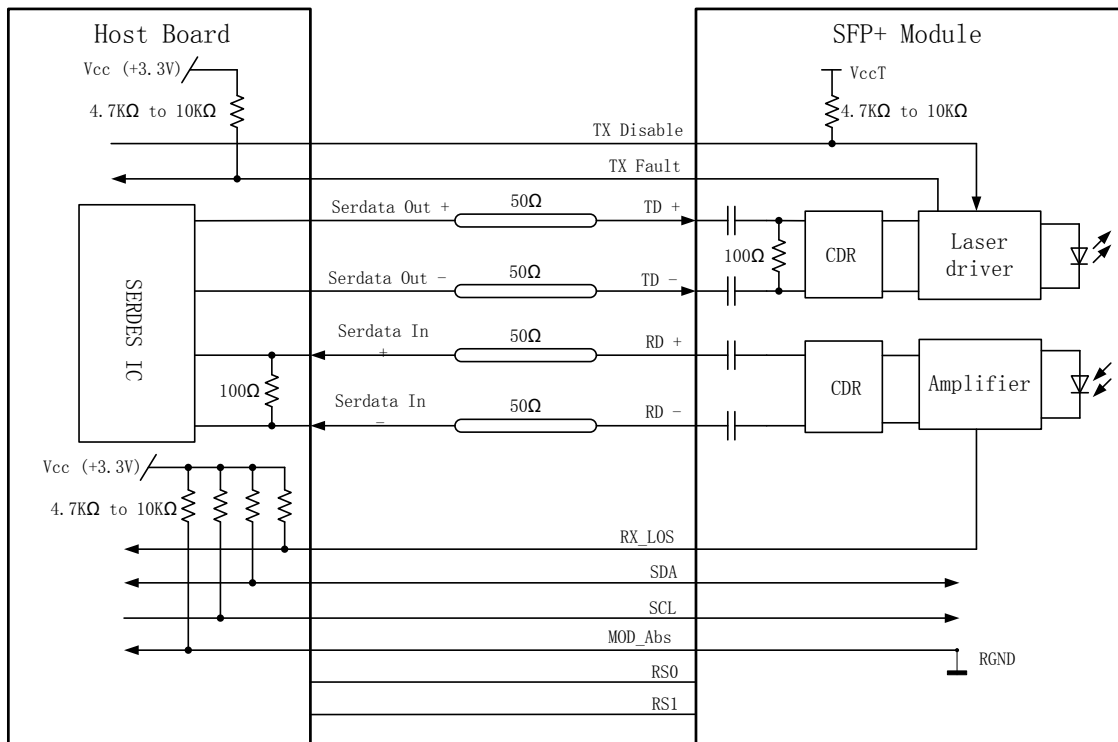 Host Board
SFP+ Module
Vcc (+3.3V)
VccT
4.7KΩ to 10KΩ
4.7KΩ to 10KΩ
TX Disable
TX Fault
Serdata Out +
50Ω
TD +
100Ω
CDR
Laser
driver
Serdata Out -
50Ω
TD -
SERDES IC
Serdata In
+
50Ω
RD +
100Ω
CDR
Amplifier
Serdata In
-
50Ω
RD -
Vcc (+3.3V)
4.7KΩ to 10KΩ
RX_LOS
SDA
SCL
MOD_Abs
RGND
RS0
RS1